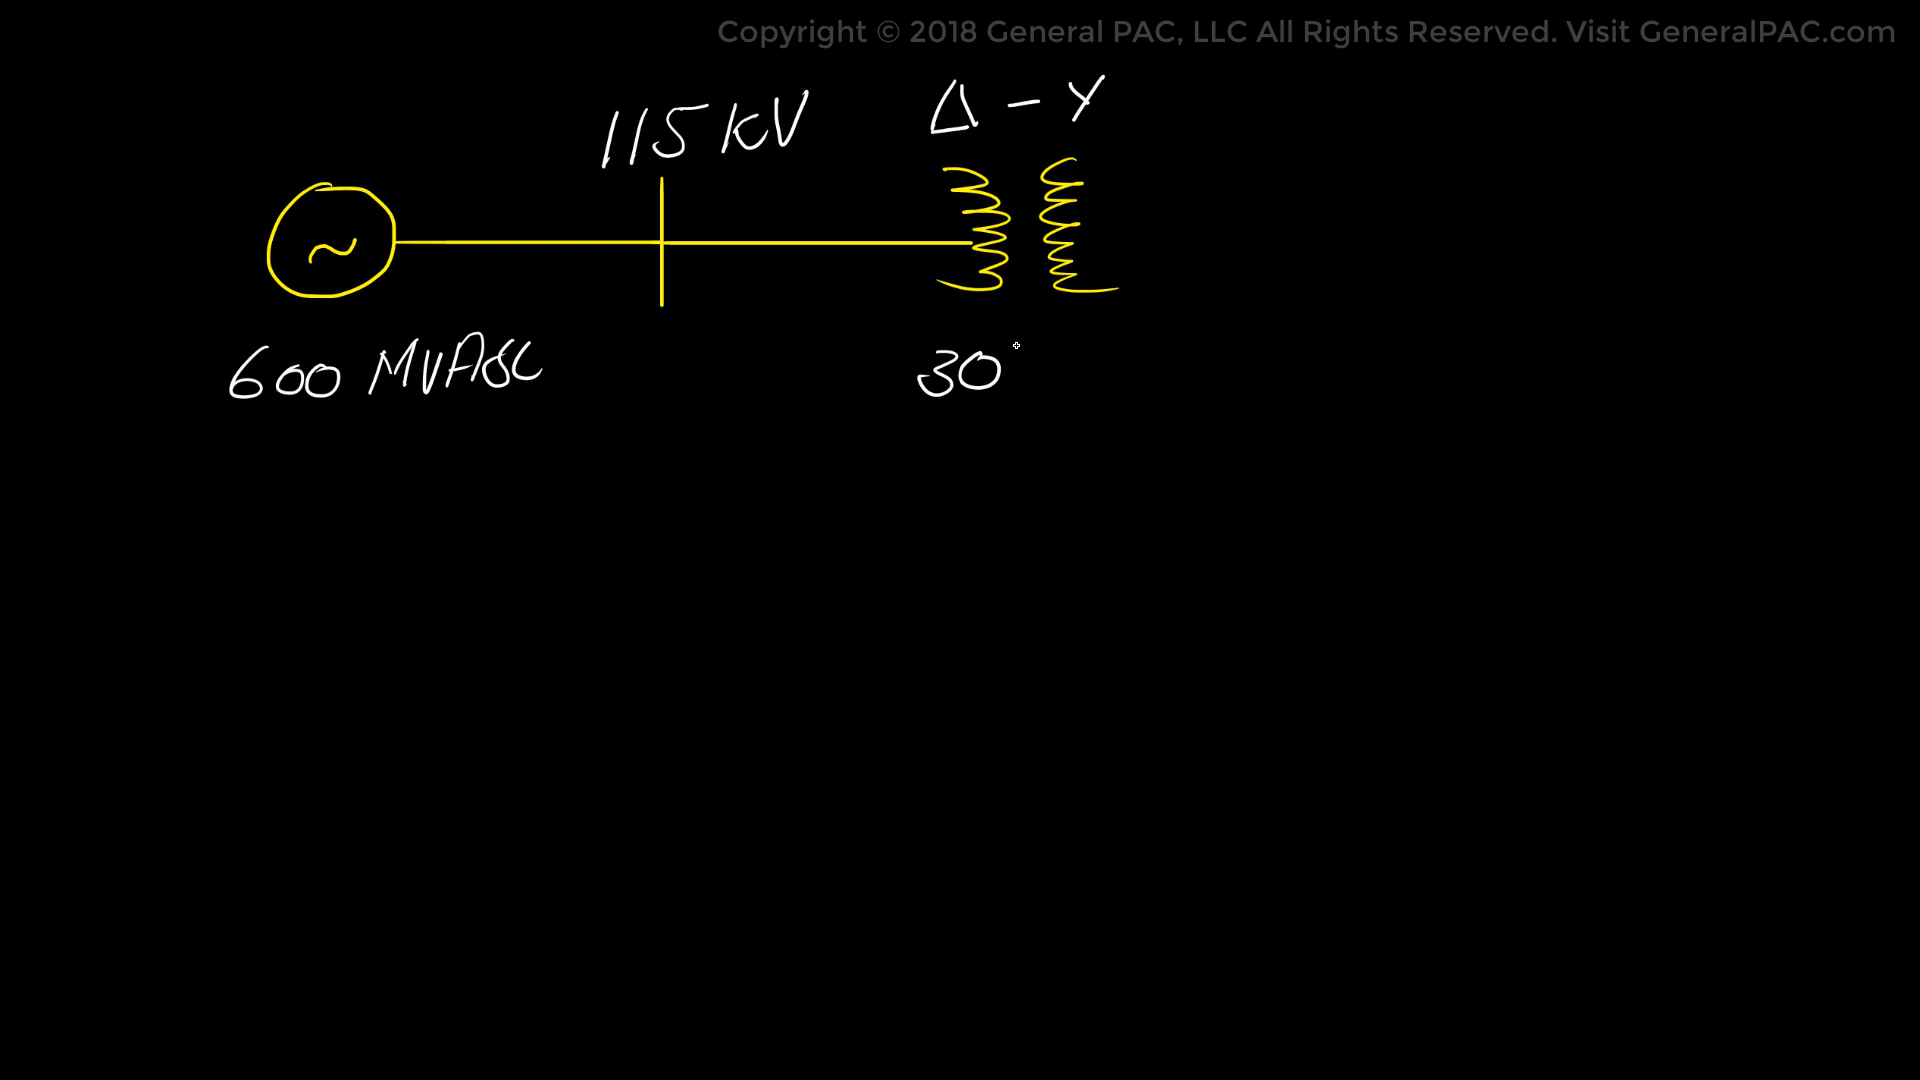 Copyright © 2018 General PAC, LLC All Rights Reserved. Visit GeneralPAC.com
115 kV
Δ - Y
~
600 MVASC
30